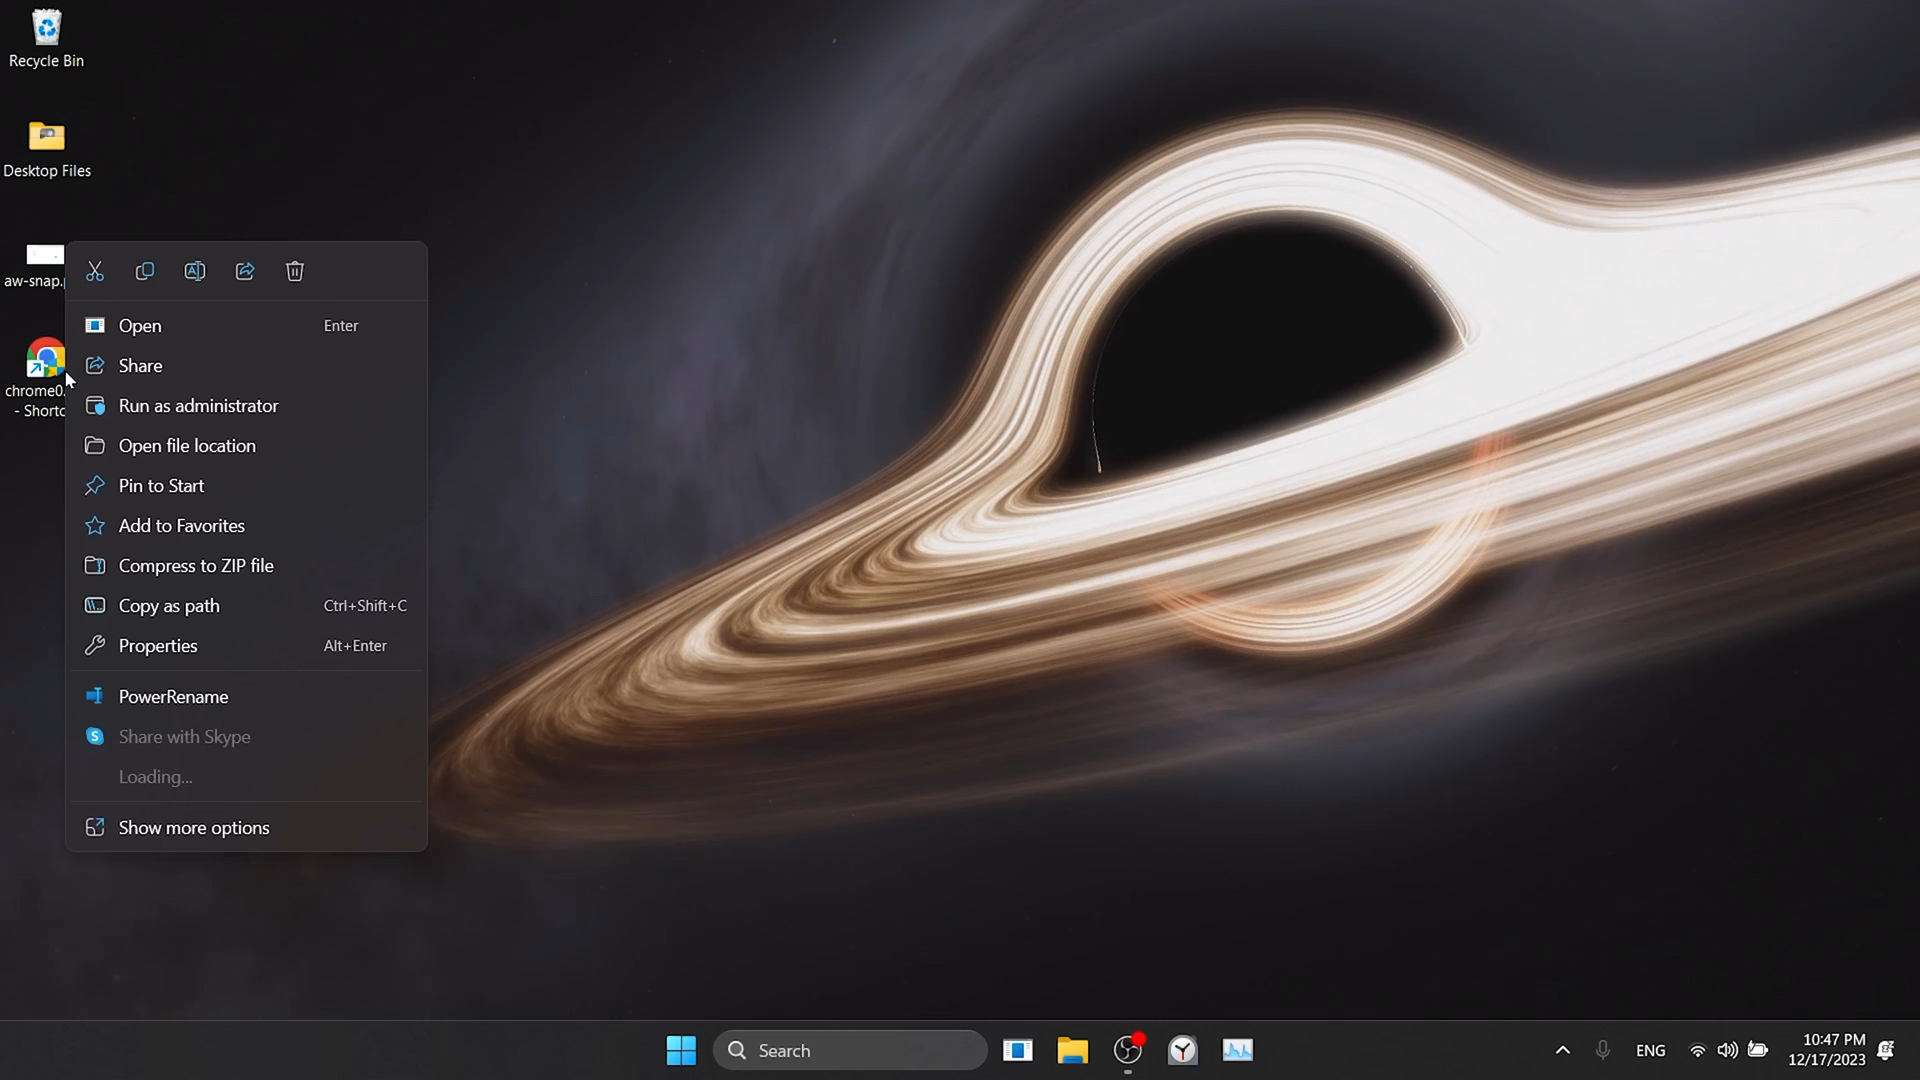 Recycle Bin
Desktop Files
aw-snap.
chrome0.
- Shortc
Open Enter
Share
Run as administrator
Open file location
Pin to Start
Add to Favorites
Compress to ZIP file
Copy as path Ctrl+Shift+C
Properties Alt+Enter
PowerRename
Share with Skype
Loading...
Show more options
Search
ENG
10:47 PM
12/17/2023